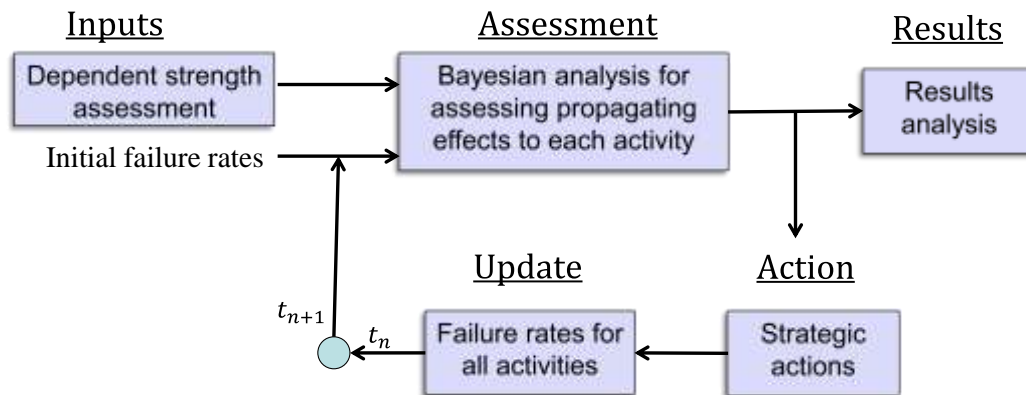 Inputs
Assessment
Results
Dependent strength
assessment
Initial failure rates
Bayesian analysis for
assessing propagating
effects to each activity
Results
analysis
Update
Action
t_{n+1}
t_n
Failure rates for
all activities
Strategic
actions